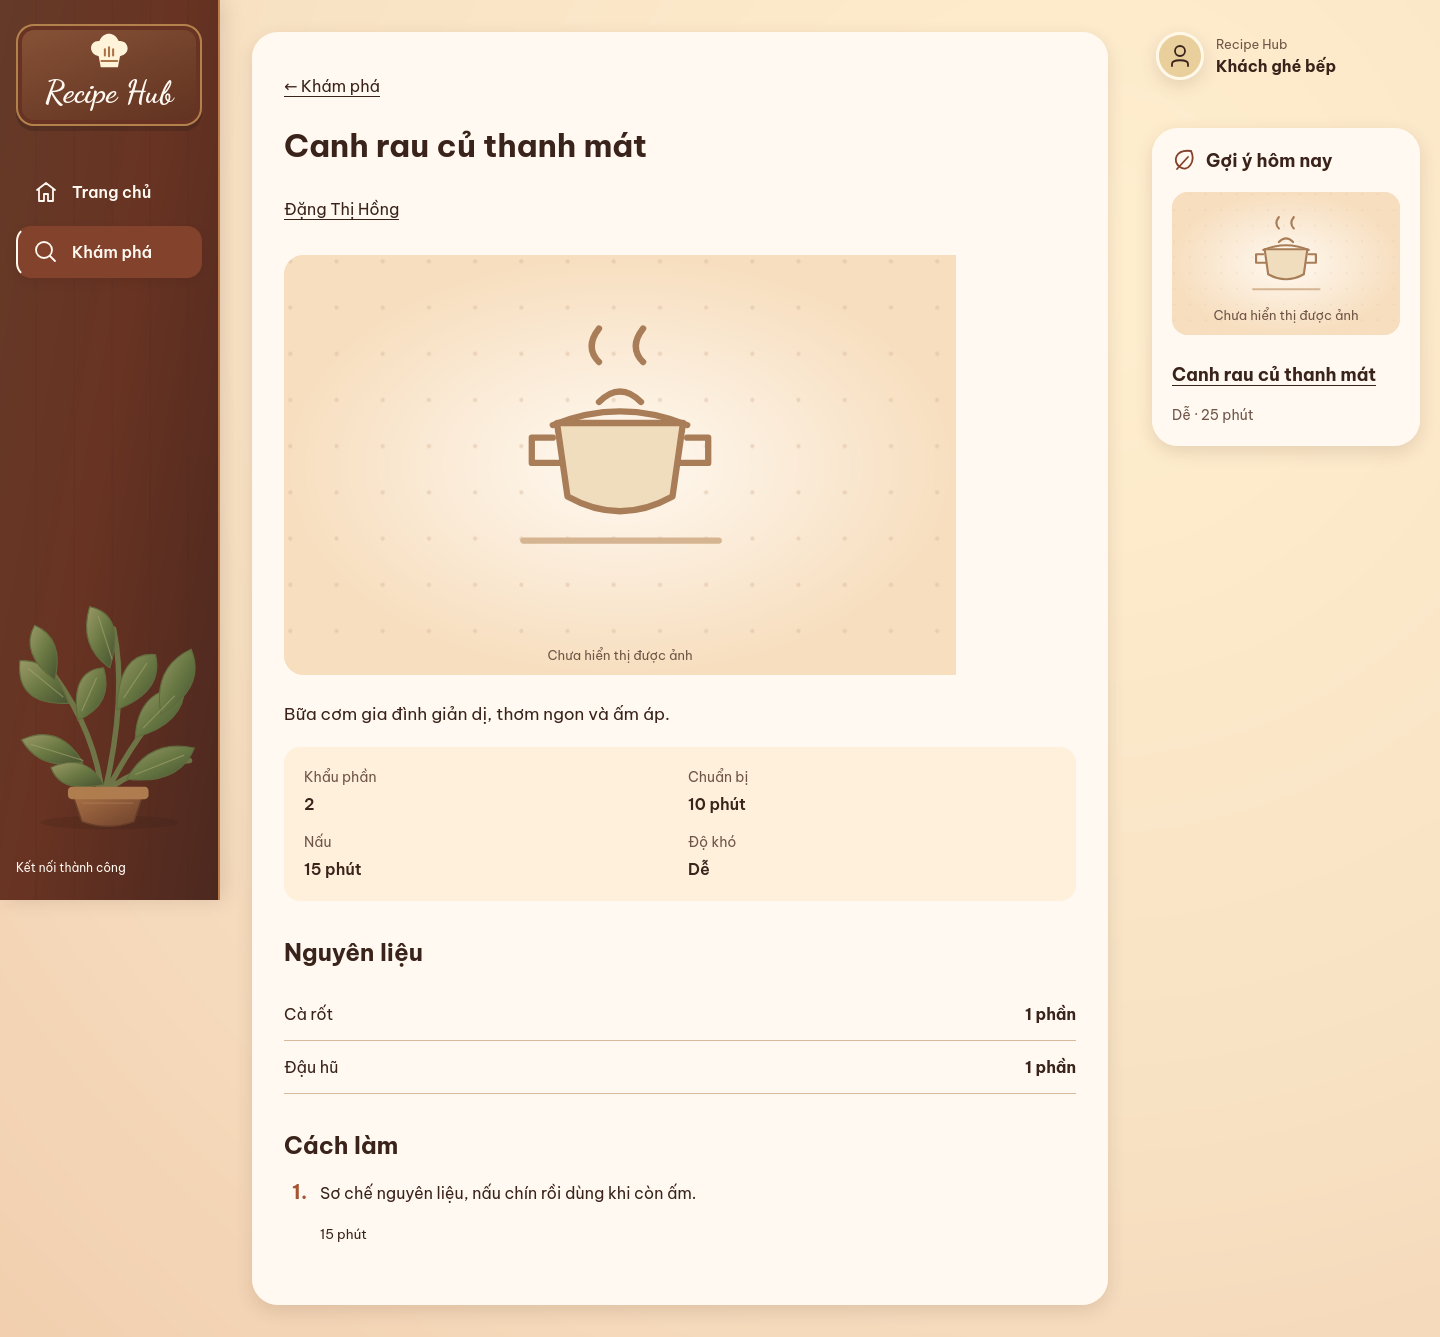 Recipe Hub
Trang chủ
Khám phá
Kết nối thành công
← Khám phá
Canh rau củ thanh mát
Đặng Thị Hồng
Chưa hiển thị được ảnh
Bữa cơm gia đình giản dị, thơm ngon và ấm áp.
Khẩu phần
2
Chuẩn bị
10 phút
Nấu
15 phút
Độ khó
Dễ
Nguyên liệu
Cà rốt 1 phần
Đậu hũ 1 phần
Cách làm
1. Sơ chế nguyên liệu, nấu chín rồi dùng khi còn ấm.
15 phút
Recipe Hub
Khách ghé bếp
Gợi ý hôm nay
Chưa hiển thị được ảnh
Canh rau củ thanh mát
Dễ · 25 phút